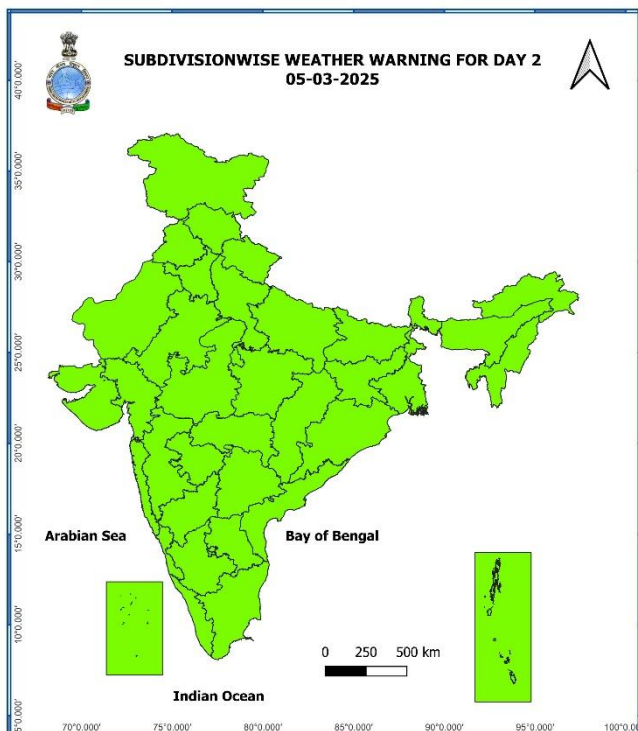 SUBDIVISIONWISE WEATHER WARNING FOR DAY 2
05-03-2025
40°0.000'
35°0.000'
30°0.000'
25°0.000'
20°0.000'
15°0.000'
10°0.000'
5°0.000'
Arabian Sea
Bay of Bengal
0 250 500 km
Indian Ocean
70°0.000' 75°0.000' 80°0.000' 85°0.000' 90°0.000' 95°0.000' 100°0.000'